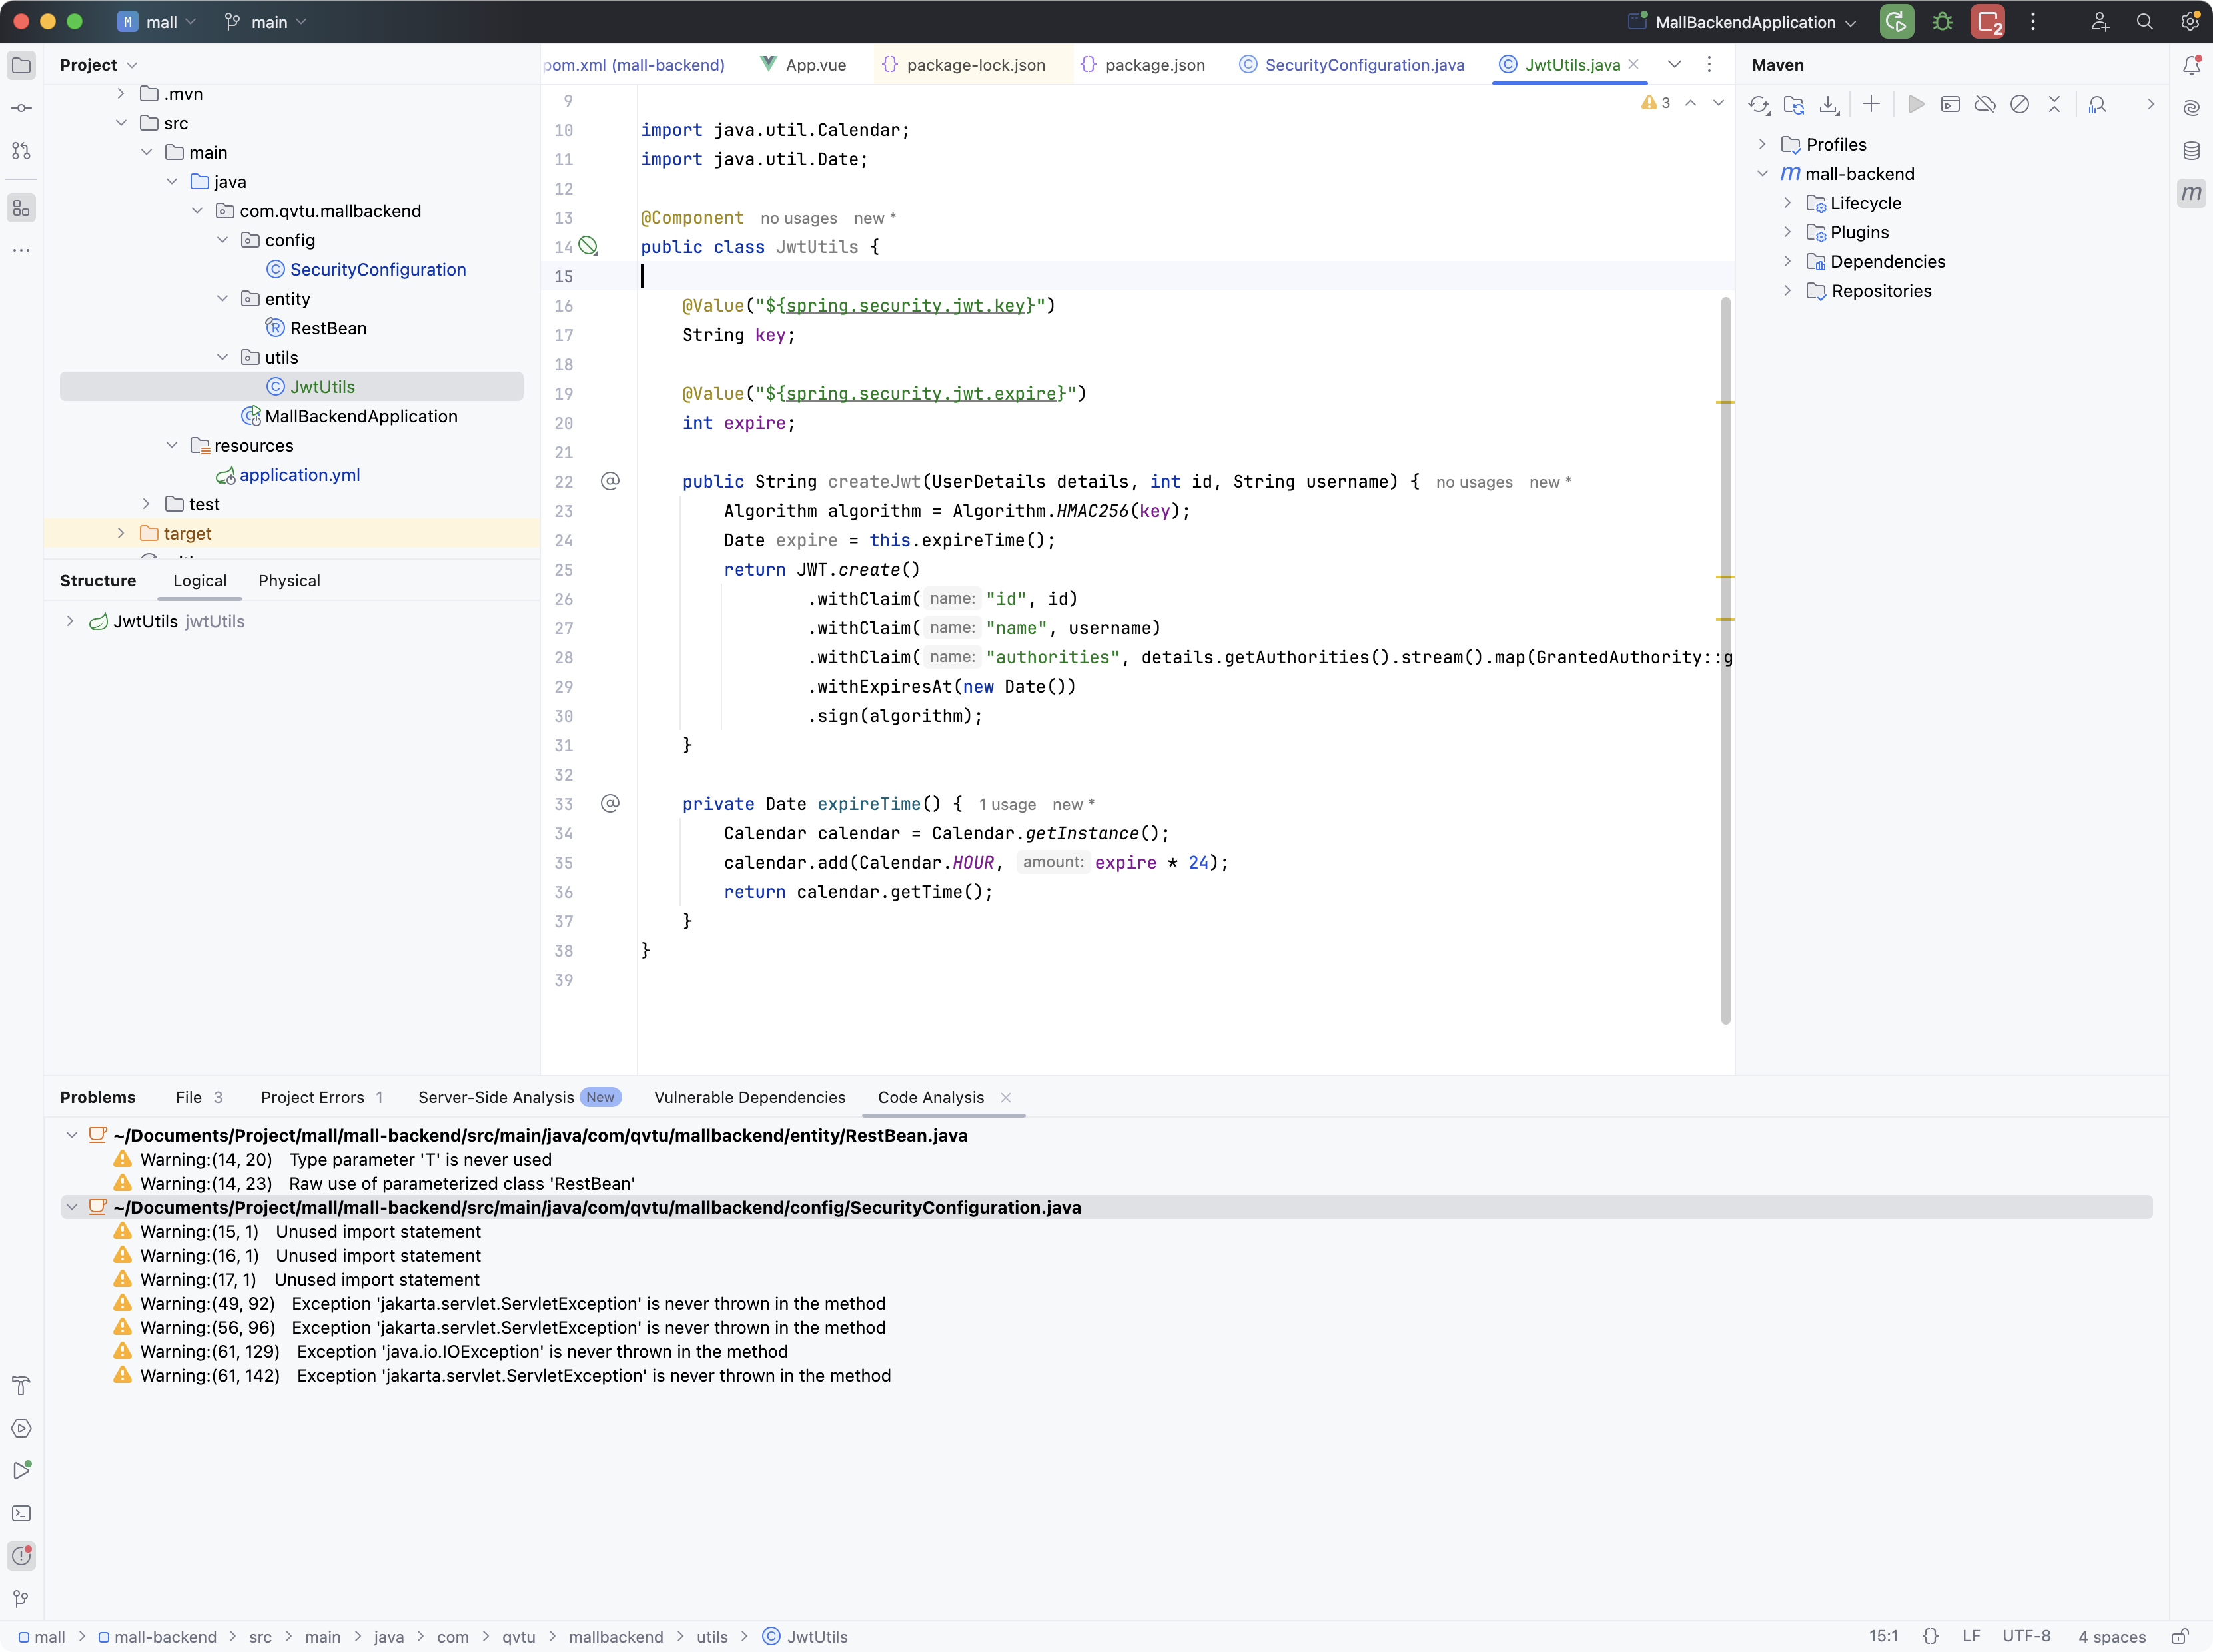 M mall main MallBackendApplication 2
Project
pom.xml (mall-backend) App.vue package-lock.json package.json SecurityConfiguration.java JwtUtils.java
Maven
.mvn
src
main
java
com.qvtu.mallbackend
config
SecurityConfiguration
entity
RestBean
utils
JwtUtils
MallBackendApplication
resources
application.yml
test
target
Structure Logical Physical
JwtUtils jwtUtils
3
9
10 import java.util.Calendar;
11 import java.util.Date;
12
13 @Component no usages new *
14 public class JwtUtils {
15
16 @Value("${spring.security.jwt.key}")
17 String key;
18
19 @Value("${spring.security.jwt.expire}")
20 int expire;
21
22 public String createJwt(UserDetails details, int id, String username) { no usages new *
23 Algorithm algorithm = Algorithm.HMAC256(key);
24 Date expire = this.expireTime();
25 return JWT.create()
26 .withClaim( name: "id", id)
27 .withClaim( name: "name", username)
28 .withClaim( name: "authorities", details.getAuthorities().stream().map(GrantedAuthority::g
29 .withExpiresAt(new Date())
30 .sign(algorithm);
31 }
32
33 private Date expireTime() { 1 usage new *
34 Calendar calendar = Calendar.getInstance();
35 calendar.add(Calendar.HOUR, amount: expire * 24);
36 return calendar.getTime();
37 }
38 }
39
Profiles
m mall-backend
Lifecycle
Plugins
Dependencies
Repositories
m
Problems File 3 Project Errors 1 Server-Side Analysis New Vulnerable Dependencies Code Analysis
~/Documents/Project/mall/mall-backend/src/main/java/com/qvtu/mallbackend/entity/RestBean.java
Warning:(14, 20) Type parameter 'T' is never used
Warning:(14, 23) Raw use of parameterized class 'RestBean'
~/Documents/Project/mall/mall-backend/src/main/java/com/qvtu/mallbackend/config/SecurityConfiguration.java
Warning:(15, 1) Unused import statement
Warning:(16, 1) Unused import statement
Warning:(17, 1) Unused import statement
Warning:(49, 92) Exception 'jakarta.servlet.ServletException' is never thrown in the method
Warning:(56, 96) Exception 'jakarta.servlet.ServletException' is never thrown in the method
Warning:(61, 129) Exception 'java.io.IOException' is never thrown in the method
Warning:(61, 142) Exception 'jakarta.servlet.ServletException' is never thrown in the method
mall > mall-backend > src > main > java > com > qvtu > mallbackend > utils > JwtUtils 15:1 {} LF UTF-8 4 spaces